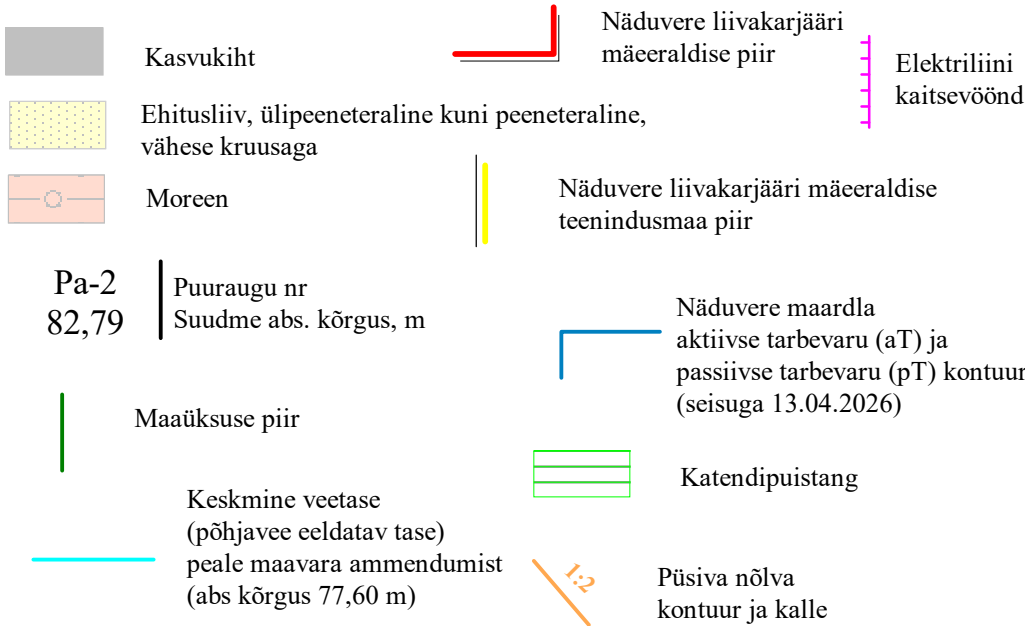 Kasvukiht
Näduvere liivakarjääri
mäeeraldise piir
Elektriliini
kaitsevöönd
Ehitusliiv, ülipeeneteraline kuni peeneteraline,
vähese kruusaga
Moreen
Näduvere liivakarjääri mäeeraldise
teenindusmaa piir
Pa-2
82,79
Puuraugu nr
Suudme abs. kõrgus, m
Näduvere maardla
aktiivse tarbevaru (aT) ja
passiivse tarbevaru (pT) kontuur
(seisuga 13.04.2026)
Maaüksuse piir
Katendipuistang
Keskmine veetase
(põhjavee eeldatav tase)
peale maavara ammendumist
(abs kõrgus 77,60 m)
1:2
Püsiva nõlva
kontuur ja kalle